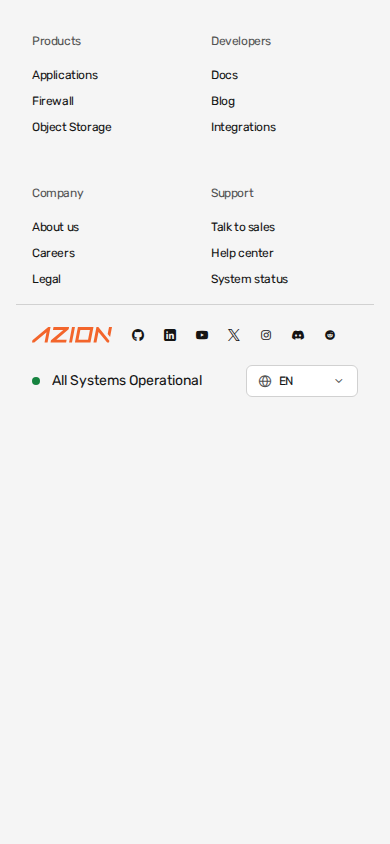 Products
Applications
Firewall
Object Storage
Developers
Docs
Blog
Integrations
Company
About us
Careers
Legal
Support
Talk to sales
Help center
System status
AZION
All Systems Operational
EN